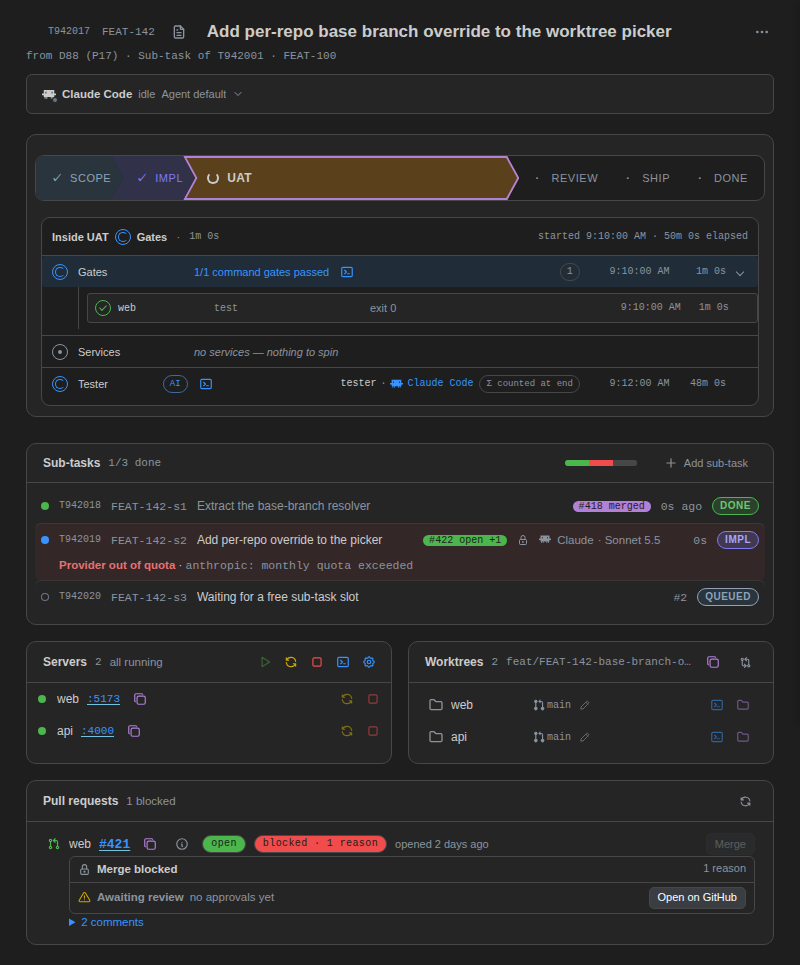 T942017 FEAT-142 Add per-repo base branch override to the worktree picker
from D88 (P17) · Sub-task of T942001 · FEAT-100
Claude Code idle Agent default
SCOPE IMPL UAT REVIEW SHIP DONE
Inside UAT Gates · 1m 0s started 9:10:00 AM · 50m 0s elapsed
Gates 1/1 command gates passed 1 9:10:00 AM 1m 0s
web test exit 0 9:10:00 AM 1m 0s
Services no services — nothing to spin
Tester AI tester · Claude Code Σ counted at end 9:12:00 AM 48m 0s
Sub-tasks 1/3 done Add sub-task
T942018 FEAT-142-s1 Extract the base-branch resolver #418 merged 0s ago DONE
T942019 FEAT-142-s2 Add per-repo override to the picker #422 open +1 Claude · Sonnet 5.5 0s IMPL
Provider out of quota · anthropic: monthly quota exceeded
T942020 FEAT-142-s3 Waiting for a free sub-task slot #2 QUEUED
Servers 2 all running
web :5173
api :4000
Worktrees 2 feat/FEAT-142-base-branch-o…
web main
api main
Pull requests 1 blocked
web #421 open blocked · 1 reason opened 2 days ago Merge
Merge blocked 1 reason
Awaiting review no approvals yet Open on GitHub
2 comments